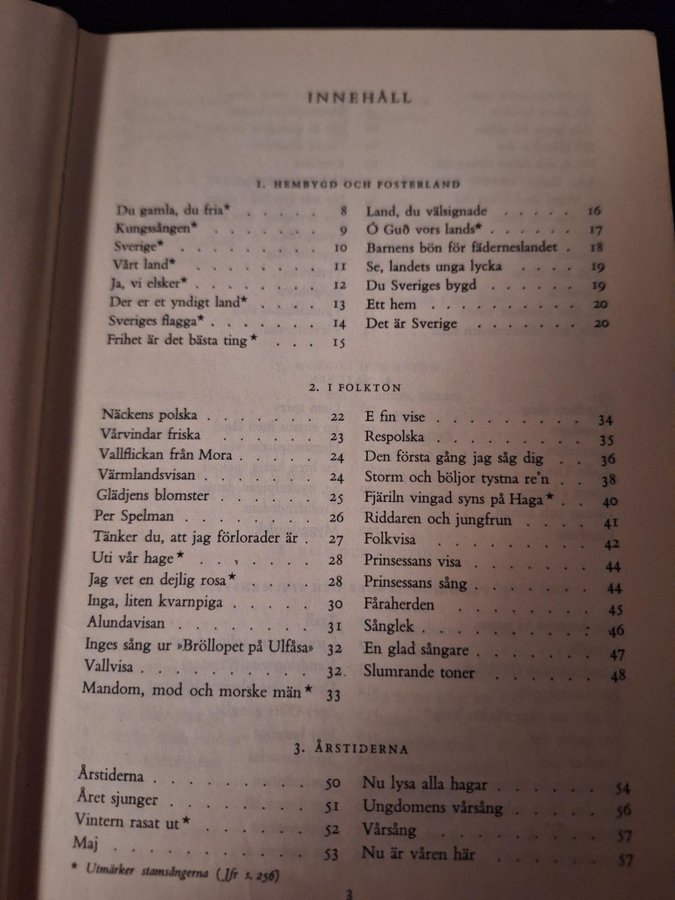 INNEHÅLL
1. HEMBYGD OCH FOSTERLAND
Du gamla, du fria* . . . . . 8
Kungssången* . . . . . . . 9
Sverige* . . . . . . . . 10
Vårt land* . . . . . . . . 11
Ja, vi elsker* . . . . . . . 12
Der er et yndigt land* . . . . 13
Sveriges flagga* . . . . . . . 14
Frihet är det bästa ting* . . . 15
Land, du välsignade . . . . . 16
Ó Guð vors lands* . . . . . . 17
Barnens bön för fäderneslandet . 18
Se, landets unga lycka . . . . 19
Du Sveriges bygd . . . . . . 19
Ett hem . . . . . . . . 20
Det är Sverige . . . . . . . 20
2. I FOLKTON
Näckens polska . . . . . . . 22
Vårvindar friska . . . . . . 23
Vallflickan från Mora . . . . . 24
Värmlandsvisan . . . . . . . 24
Glädjens blomster . . . . . . 25
Per Spelman . . . . . . . . 26
Tänker du, att jag förlorader är . 27
Uti vår hage* . . . . . . . 28
Jag vet en dejlig rosa* . . . . 28
Inga, liten kvarnpiga . . . . . 30
Alundavisan . . . . . . . . 31
Inges sång ur »Bröllopet på Ulfåsa» 32
Vallvisa . . . . . . . . . 32
Mandom, mod och morske män* 33
E fin vise . . . . . . . . . 34
Respolska . . . . . . . . . 35
Den första gång jag såg dig . . 36
Storm och böljor tystna re'n . . 38
Fjäriln vingad syns på Haga* . . 40
Riddaren och jungfrun . . . . 41
Folkvisa . . . . . . . . . 42
Prinsessans visa . . . . . . 44
Prinsessans sång . . . . . . . 44
Fåraherden . . . . . . . 45
Sånglek . . . . . . . . . 46
En glad sångare . . . . . . . 47
Slumrande toner . . . . . . 48
3. ÅRSTIDERNA
Årstiderna . . . . . . . . . 50
Året sjunger . . . . . . . . 51
Vintern rasat ut* . . . . . . 52
Maj . . . . . . . . . . . 53
Nu lysa alla hagar . . . . . . 54
Ungdomens vårsång . . . . . 56
Vårsång . . . . . . . . 57
Nu är våren här . . . . . . 57
* Utmärker stamsångerna (Jfr s. 256)
3